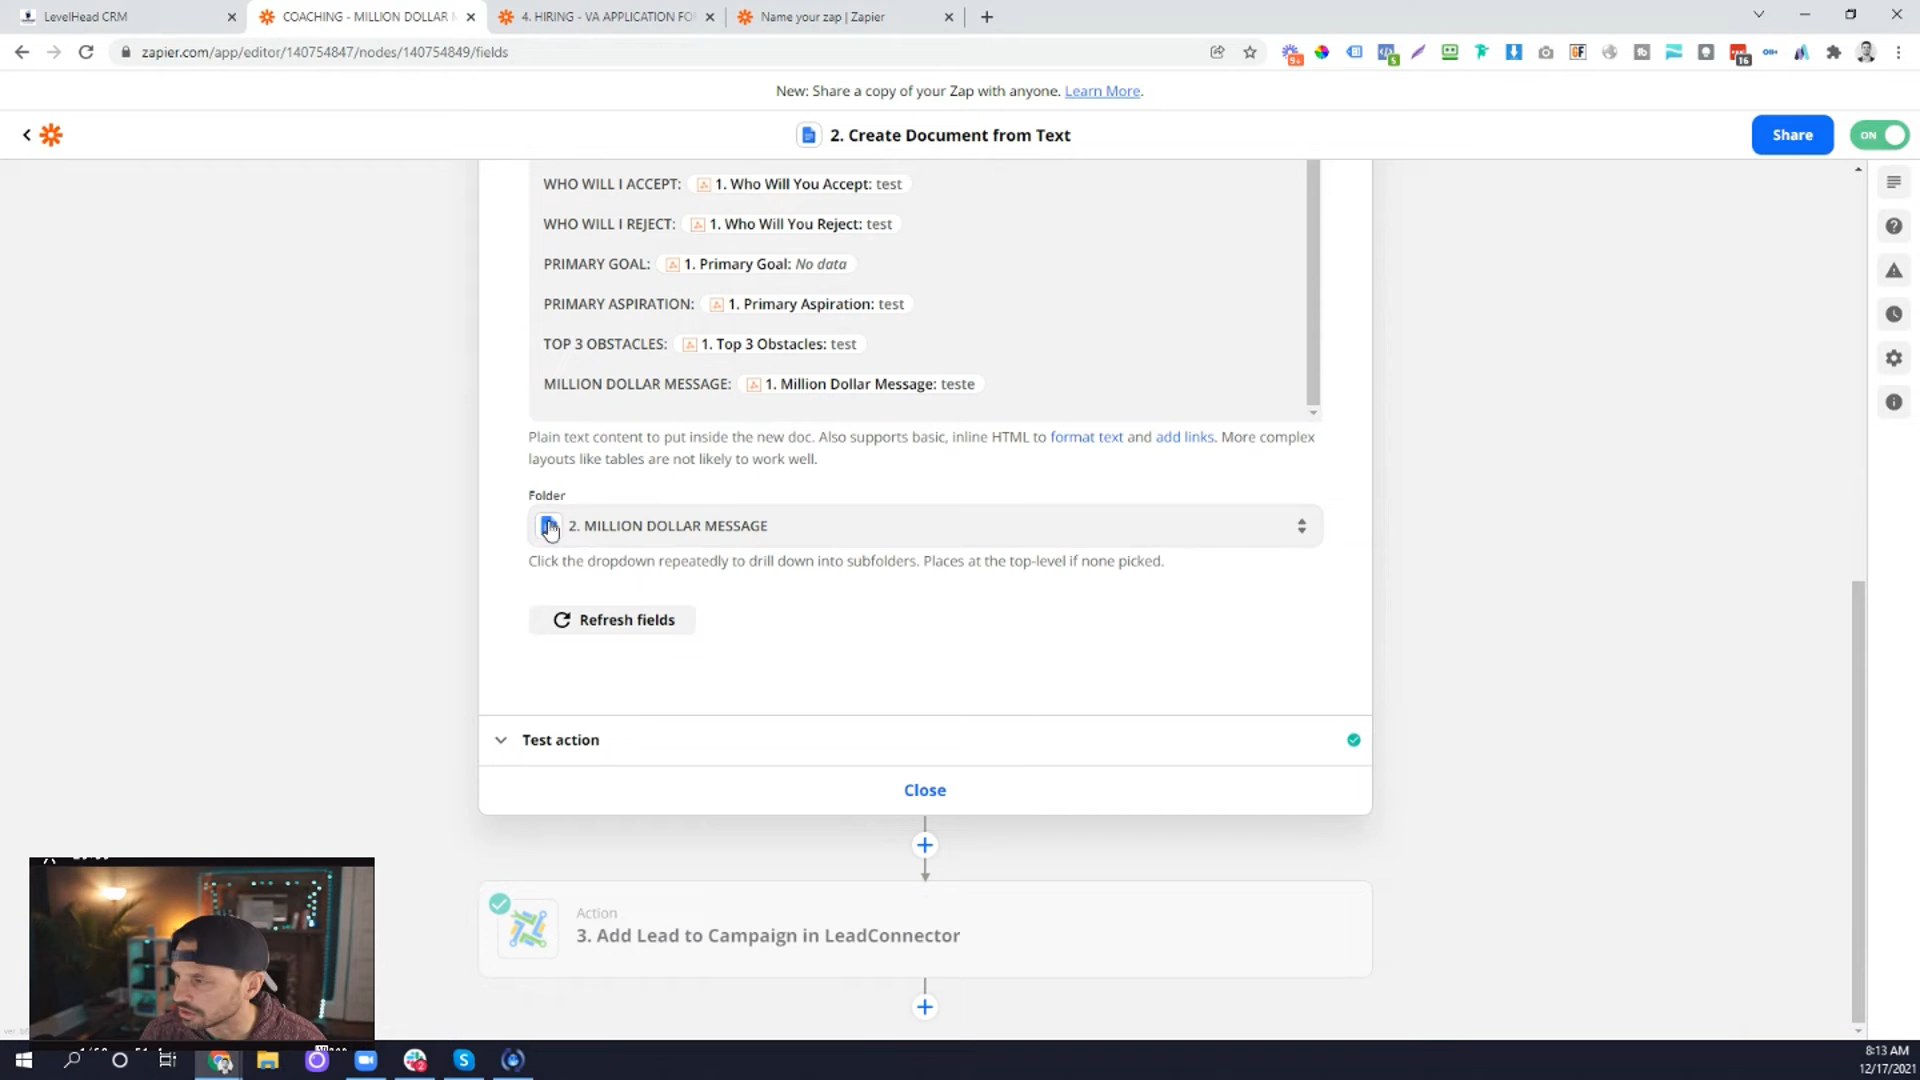 LevelHead CRM
COACHING - MILLION DOLLAR M
4. HIRING - VA APPLICATION FO
Name your zap | Zapier
zapier.com/app/editor/140754847/nodes/140754849/fields
New: Share a copy of your Zap with anyone. Learn More.
2. Create Document from Text
Share
ON
WHO WILL I ACCEPT: 1. Who Will You Accept: test
WHO WILL I REJECT: 1. Who Will You Reject: test
PRIMARY GOAL: 1. Primary Goal: No data
PRIMARY ASPIRATION: 1. Primary Aspiration: test
TOP 3 OBSTACLES: 1. Top 3 Obstacles: test
MILLION DOLLAR MESSAGE: 1. Million Dollar Message: teste
Plain text content to put inside the new doc. Also supports basic, inline HTML to format text and add links. More complex
layouts like tables are not likely to work well.
Folder
2. MILLION DOLLAR MESSAGE
Click the dropdown repeatedly to drill down into subfolders. Places at the top-level if none picked.
Refresh fields
Test action
Close
Action
3. Add Lead to Campaign in LeadConnector
8:13 AM
12/17/2021